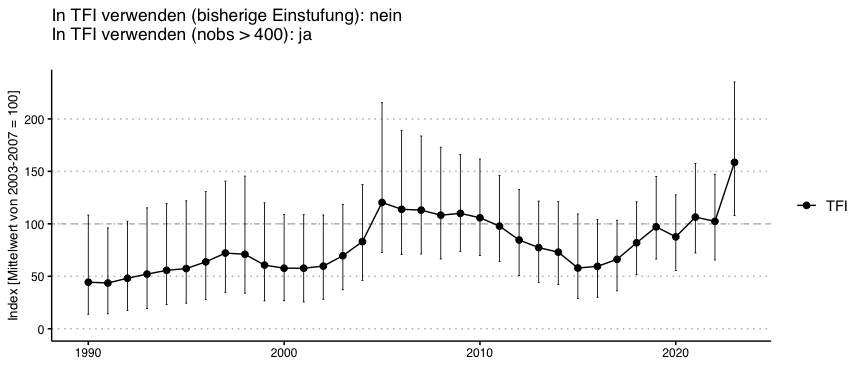 In TFI verwenden (bisherige Einstufung): nein
In TFI verwenden (nobs > 400): ja
Index [Mittelwert von 2003-2007 = 100]
200
150
100
50
0
1990
2000
2010
2020
TFI